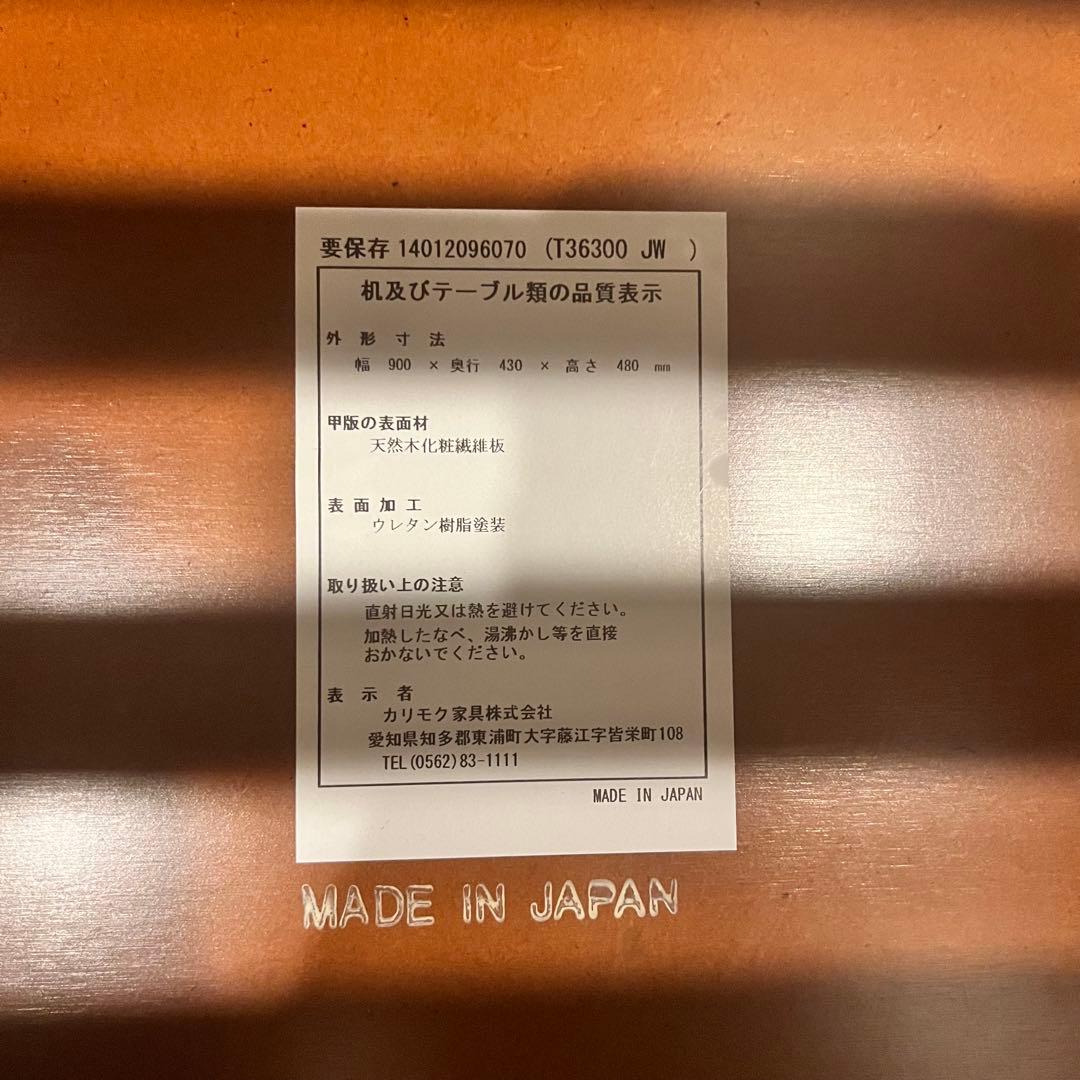 要保存 14012096070 (T36300 JW )
机及びテーブル類の品質表示
外形寸法
幅 900 × 奥行 430 × 高さ 480 mm
甲版の表面材
天然木化粧繊維板
表面加工
ウレタン樹脂塗装
取り扱い上の注意
直射日光又は熱を避けてください。
加熱したなべ、湯沸かし等を直接
おかないでください。
表示者
カリモク家具株式会社
愛知県知多郡東浦町大字藤江字皆栄町108
TEL(0562)83-1111
MADE IN JAPAN
MADE IN JAPAN